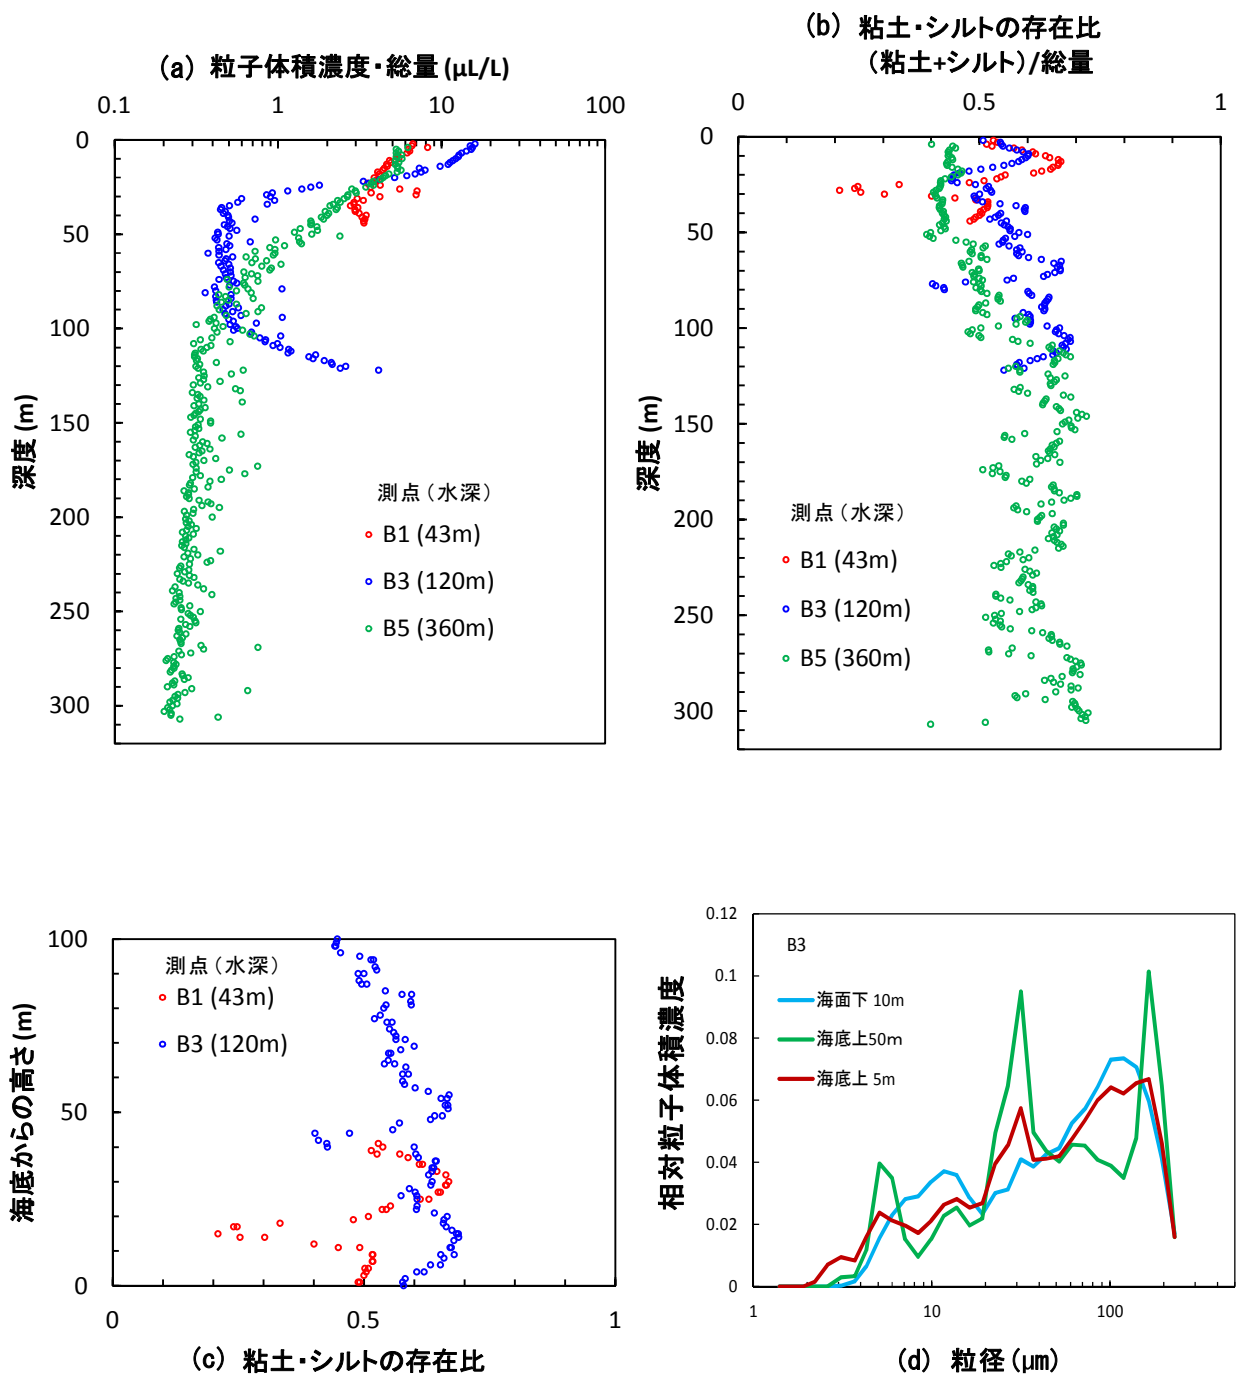 (a) 粒子体積濃度・総量 (µL/L)
0.1 1 10 100
0
50
100
150
200
250
300
深度 (m)
測点（水深）
B1 (43m)
B3 (120m)
B5 (360m)
(b) 粘土・シルトの存在比
(粘土+シルト)/総量
0 0.5 1
0
50
100
150
200
250
300
深度 (m)
測点（水深）
B1 (43m)
B3 (120m)
B5 (360m)
100
50
0
海底からの高さ (m)
測点（水深）
B1 (43m)
B3 (120m)
0 0.5 1
(c) 粘土・シルトの存在比
0.12
0.1
0.08
0.06
0.04
0.02
0
相対粒子体積濃度
B3
海面下 10m
海底上50m
海底上 5m
1 10 100
(d) 粒径 (µm)